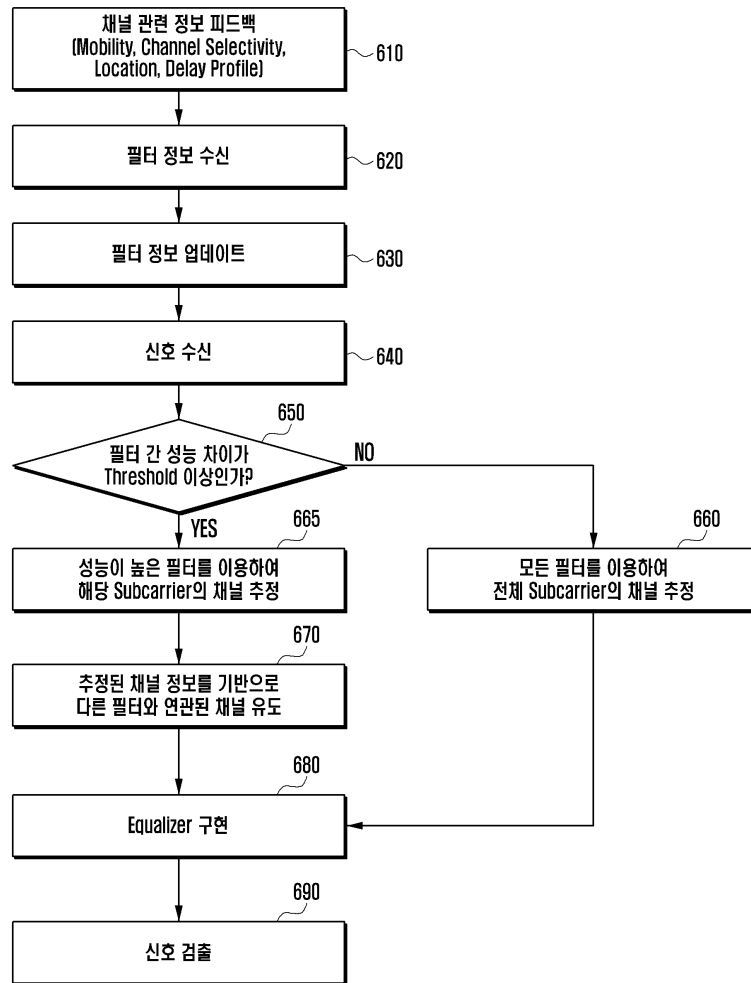 채널 관련 정보 피드백
(Mobility, Channel Selectivity,
Location, Delay Profile)
610
필터 정보 수신
620
필터 정보 업데이트
630
신호 수신
640
650
필터 간 성능 차이가
Threshold 이상인가?
NO
YES
665
성능이 높은 필터를 이용하여
해당 Subcarrier의 채널 추정
660
모든 필터를 이용하여
전체 Subcarrier의 채널 추정
670
추정된 채널 정보를 기반으로
다른 필터와 연관된 채널 유도
680
Equalizer 구현
690
신호 검출